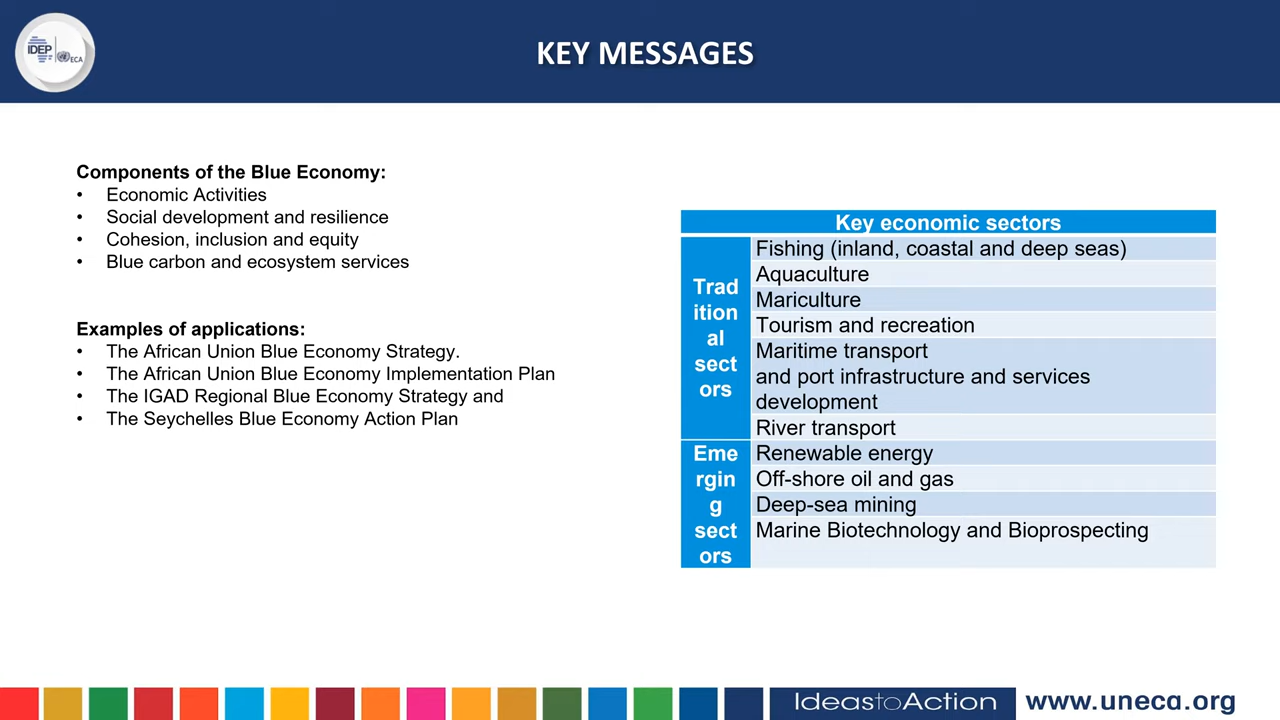 IDEP
ECA
KEY MESSAGES
Components of the Blue Economy:
• Economic Activities
• Social development and resilience
• Cohesion, inclusion and equity
• Blue carbon and ecosystem services
Examples of applications:
• The African Union Blue Economy Strategy.
• The African Union Blue Economy Implementation Plan
• The IGAD Regional Blue Economy Strategy and
• The Seychelles Blue Economy Action Plan
Key economic sectors
Trad
ition
al
sect
ors
Fishing (inland, coastal and deep seas)
Aquaculture
Mariculture
Tourism and recreation
Maritime transport
and port infrastructure and services
development
River transport
Eme
rgin
g
sect
ors
Renewable energy
Off-shore oil and gas
Deep-sea mining
Marine Biotechnology and Bioprospecting
IdeastoAction
www.uneca.org